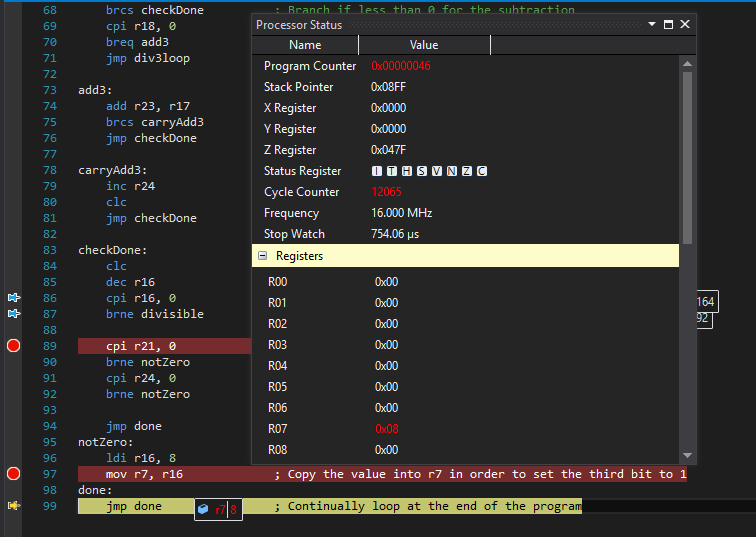 68 brcs checkDone ; Branch if less than 0 for the subtraction
69 cpi r18, 0
70 breq add3
71 jmp div3loop
72
73 add3:
74 add r23, r17
75 brcs carryAdd3
76 jmp checkDone
77
78 carryAdd3:
79 inc r24
80 clc
81 jmp checkDone
82
83 checkDone:
84 clc
85 dec r16
86 cpi r16, 0
87 brne divisible
88
89 cpi r21, 0
90 brne notZero
91 cpi r24, 0
92 brne notZero
93
94 jmp done
95 notZero:
96 ldi r16, 8
97 mov r7, r16 ; Copy the value into r7 in order to set the third bit to 1
98 done:
99 jmp done ; Continually loop at the end of the program
r7 8
Processor Status
Name Value
Program Counter 0x00000046
Stack Pointer 0x08FF
X Register 0x0000
Y Register 0x0000
Z Register 0x047F
Status Register I T H S V N Z C
Cycle Counter 12065
Frequency 16.000 MHz
Stop Watch 754.06 µs
Registers
R00 0x00
R01 0x00
R02 0x00
R03 0x00
R04 0x00
R05 0x00
R06 0x00
R07 0x08
R08 0x00
164
92